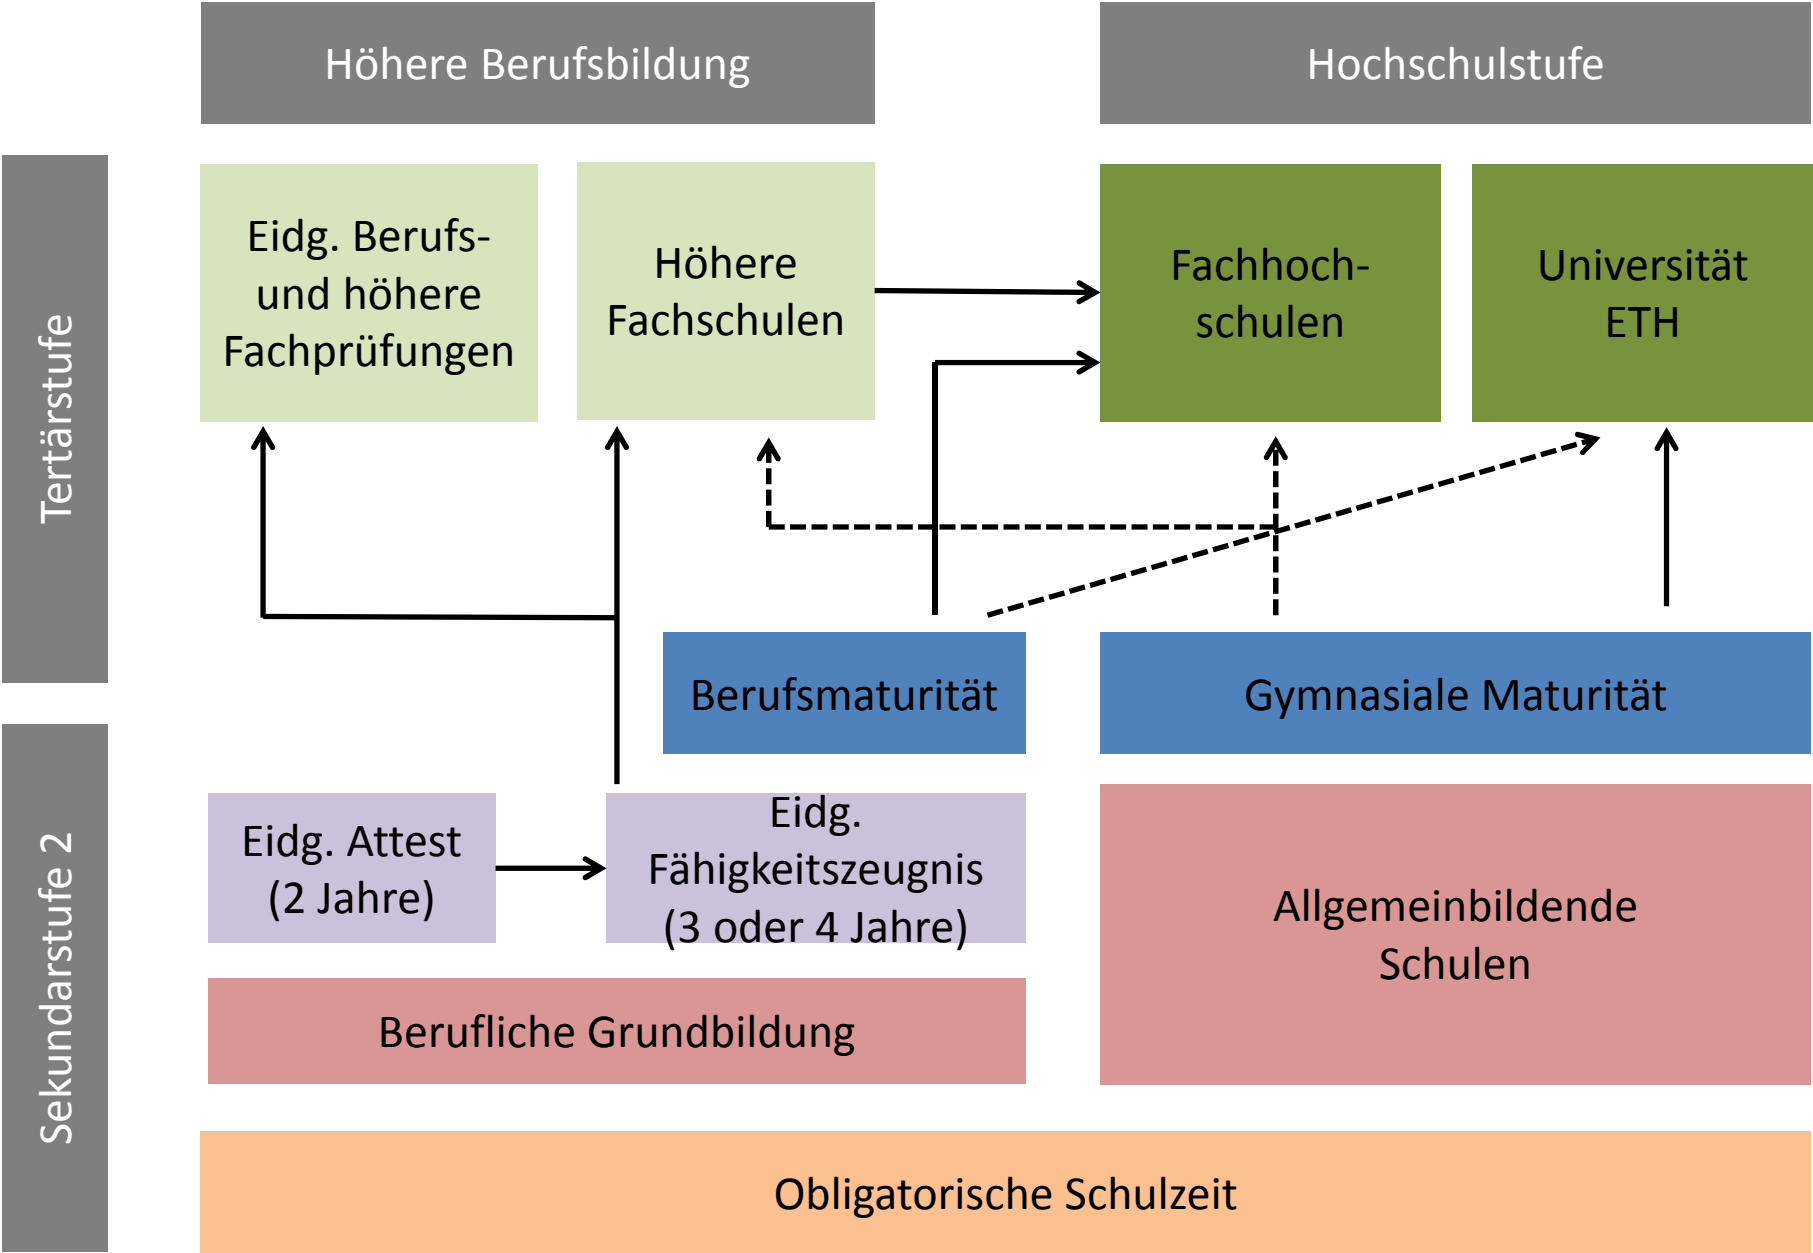 Höhere Berufsbildung
Hochschulstufe
Tertärstufe
Eidg. Berufs-
und höhere
Fachprüfungen
Höhere
Fachschulen
Fachhoch-
schulen
Universität
ETH
Berufsmaturität
Gymnasiale Maturität
Sekundarstufe 2
Eidg. Attest
(2 Jahre)
Eidg.
Fähigkeitszeugnis
(3 oder 4 Jahre)
Allgemeinbildende
Schulen
Berufliche Grundbildung
Obligatorische Schulzeit